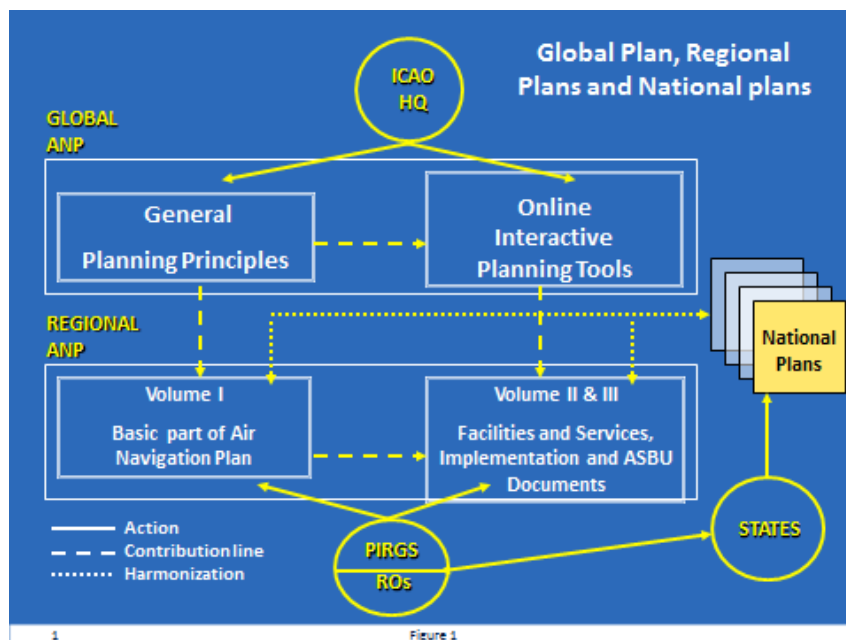 Global Plan, Regional
Plans and National plans
ICAO
HQ
GLOBAL
ANP
General
Planning Principles
Online
Interactive
Planning Tools
REGIONAL
ANP
National
Plans
Volume I
Basic part of Air
Navigation Plan
Volume II & III
Facilities and Services,
Implementation and ASBU
Documents
Action
Contribution line
Harmonization
PIRGS
ROs
STATES
1
Figure 1